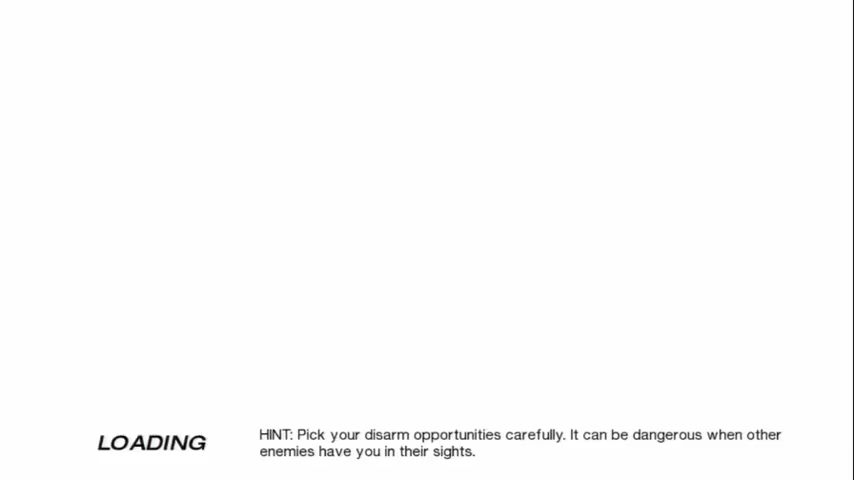 LOADING
HINT: Pick your disarm opportunities carefully. It can be dangerous when other
enemies have you in their sights.